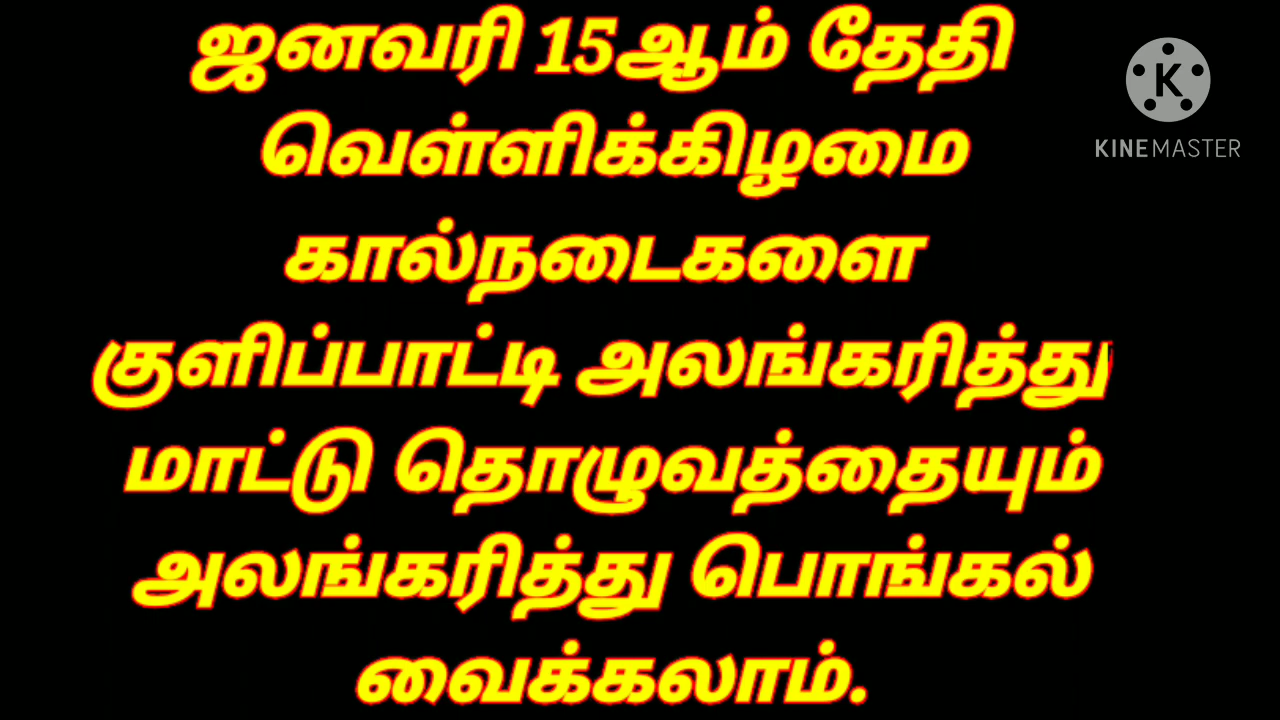 ஜனவரி 15ஆம் தேதி
வெள்ளிக்கிழமை
கால்நடைகளை
குளிப்பாட்டி அலங்கரித்து
மாட்டு தொழுவத்தையும்
அலங்கரித்து பொங்கல்
வைக்கலாம்.
K
KINEMASTER